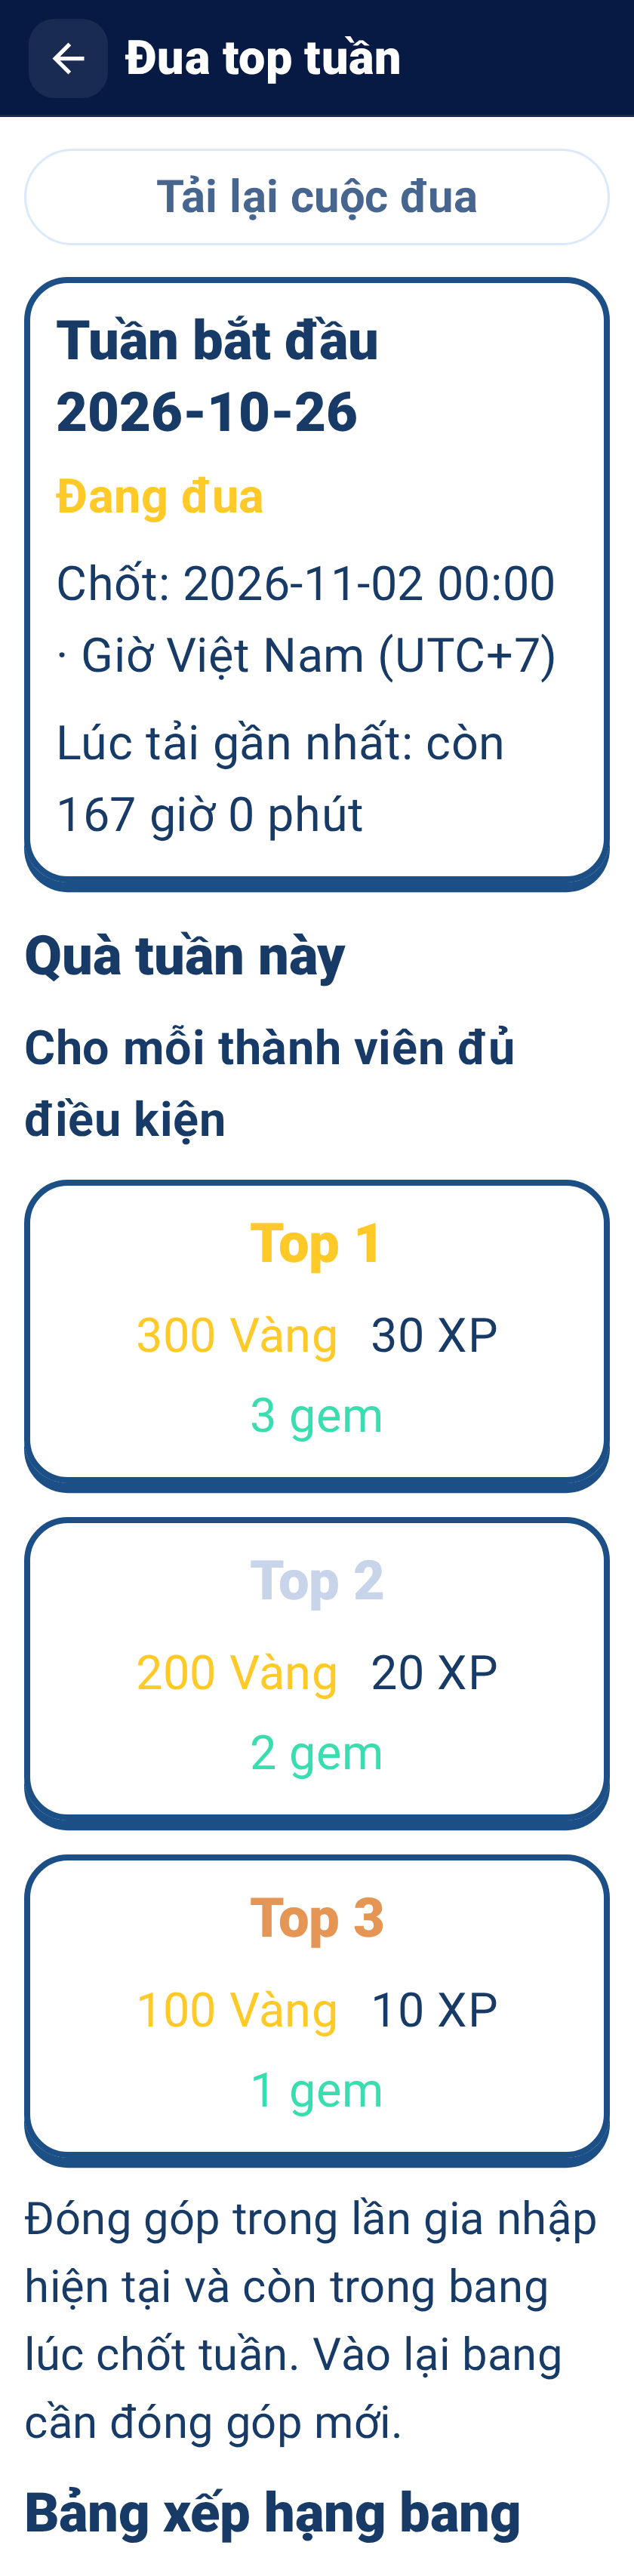 Đua top tuần
Tải lại cuộc đua
Tuần bắt đầu
2026-10-26
Đang đua
Chốt: 2026-11-02 00:00
· Giờ Việt Nam (UTC+7)
Lúc tải gần nhất: còn
167 giờ 0 phút
Quà tuần này
Cho mỗi thành viên đủ
điều kiện
Top 1
300 Vàng 30 XP
3 gem
Top 2
200 Vàng 20 XP
2 gem
Top 3
100 Vàng 10 XP
1 gem
Đóng góp trong lần gia nhập
hiện tại và còn trong bang
lúc chốt tuần. Vào lại bang
cần đóng góp mới.
Bảng xếp hạng bang